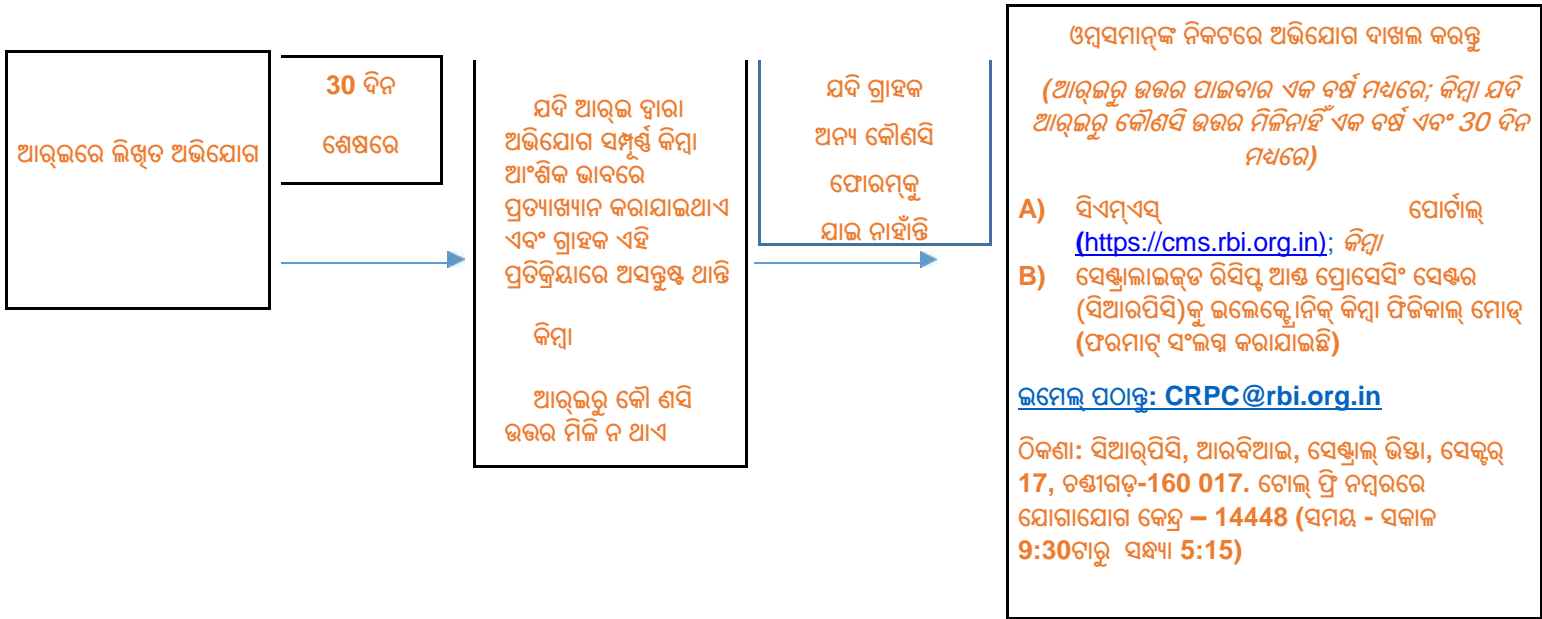 ଆର୍‌ଇରେ ଲିଖିତ ଅଭିଯୋଗ
30 ଦିନ
ଶେଷରେ
ଯଦି ଆର୍‌ଇ ଦ୍ୱାରା
ଅଭିଯୋଗ ସମ୍ପୂର୍ଣ୍ଣ କିମ୍ବା
ଆଂଶିକ ଭାବରେ
ପ୍ରତ୍ୟାଖ୍ୟାନ କରାଯାଇଥାଏ
ଏବଂ ଗ୍ରାହକ ଏହି
ପ୍ରତିକ୍ରିୟାରେ ଅସନ୍ତୁଷ୍ଟ ଥାନ୍ତି
କିମ୍ବା
ଆର୍‌ଇରୁ କୌ ଣସି
ଉତ୍ତର ମିଳି ନ ଥାଏ
ଯଦି ଗ୍ରାହକ
ଅନ୍ୟ କୌଣସି
ଫୋରମ୍‌କୁ
ଯାଇ ନାହାଁନ୍ତି
ଓମ୍ବସମାନ୍‌ଙ୍କ ନିକଟରେ ଅଭିଯୋଗ ଦାଖଲ କରନ୍ତୁ
(ଆର୍‌ଇରୁ ଉତ୍ତର ପାଇବାର ଏକ ବର୍ଷ ମଧ୍ୟରେ; କିମ୍ବା ଯଦି
ଆର୍‌ଇରୁ କୌଣସି ଉତ୍ତର ମିଳିନାହିଁ ଏକ ବର୍ଷ ଏବଂ 30 ଦିନ
ମଧ୍ୟରେ)
A) ସିଏମ୍‌ଏସ୍ ପୋର୍ଟାଲ୍
(https://cms.rbi.org.in); କିମ୍ବା
B) ସେଣ୍ଟ୍ରାଲାଇଜ୍‌ଡ ରିସିପ୍ଟ ଆଣ୍ଡ ପ୍ରୋସେସିଂ ସେଣ୍ଟର
(ସିଆରପିସି)କୁ ଇଲେକ୍ଟ୍ରୋନିକ୍ କିମ୍ବା ଫିଜିକାଲ୍ ମୋଡ୍
(ଫରମାଟ୍ ସଂଲଗ୍ନ କରାଯାଇଛି)
ଇମେଲ୍ ପଠାନ୍ତୁ: CRPC@rbi.org.in
ଠିକଣା: ସିଆର୍‌ପିସି, ଆରବିଆଇ, ସେଣ୍ଟ୍ରାଲ୍ ଭିସ୍ତା, ସେକ୍ଟର୍
17, ଚଣ୍ଡୀଗଡ଼-160 017. ଟୋଲ୍ ଫ୍ରି ନମ୍ବରରେ
ଯୋଗାଯୋଗ କେନ୍ଦ୍ର – 14448 (ସମୟ - ସକାଳ
9:30ଟାରୁ ସନ୍ଧ୍ୟା 5:15)